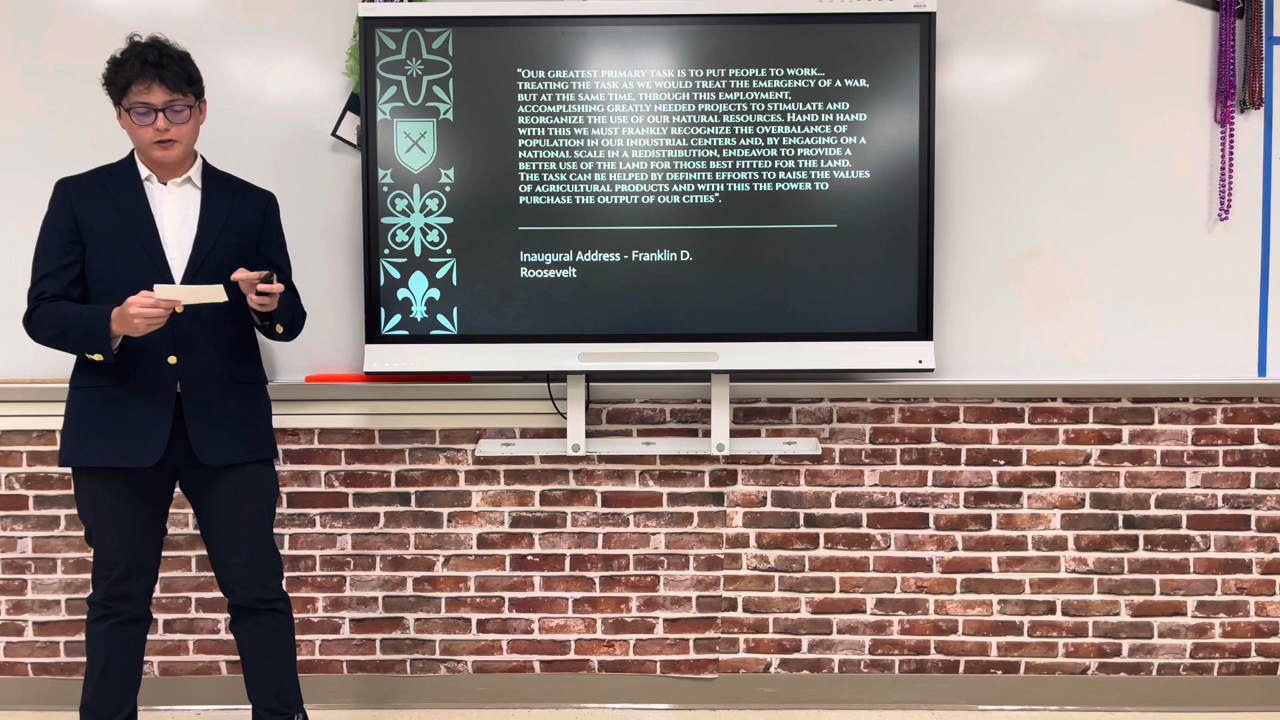 “Our greatest primary task is to put people to work...
treating the task as we would treat the emergency of a war,
but at the same time, through this employment,
accomplishing greatly needed projects to stimulate and
reorganize the use of our natural resources. Hand in hand
with this we must frankly recognize the overbalance of
population in our industrial centers and, by engaging on a
national scale in a redistribution, endeavor to provide a
better use of the land for those best fitted for the land.
The task can be helped by definite efforts to raise the values
of agricultural products and with this the power to
purchase the output of our cities”.
Inaugural Address - Franklin D.
Roosevelt